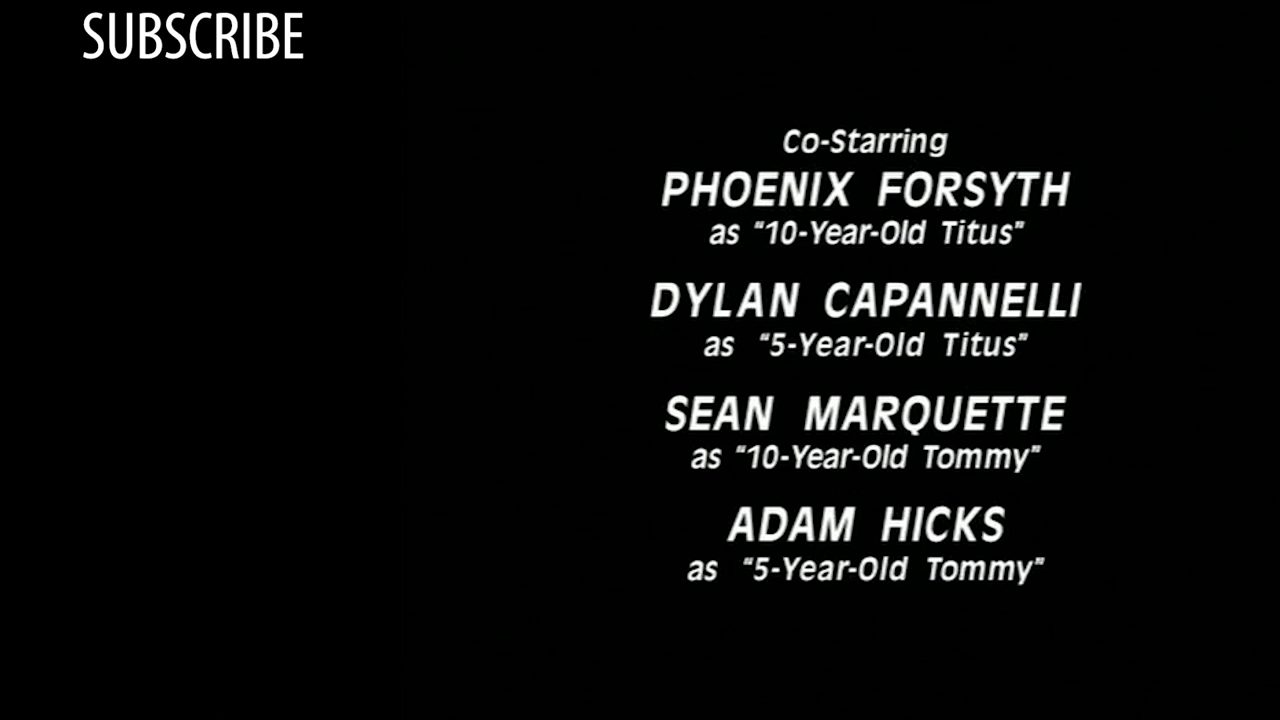 SUBSCRIBE
Co-Starring
PHOENIX FORSYTH
as "10-Year-Old Titus"
DYLAN CAPANNELLI
as "5-Year-Old Titus"
SEAN MARQUETTE
as "10-Year-Old Tommy"
ADAM HICKS
as "5-Year-Old Tommy"